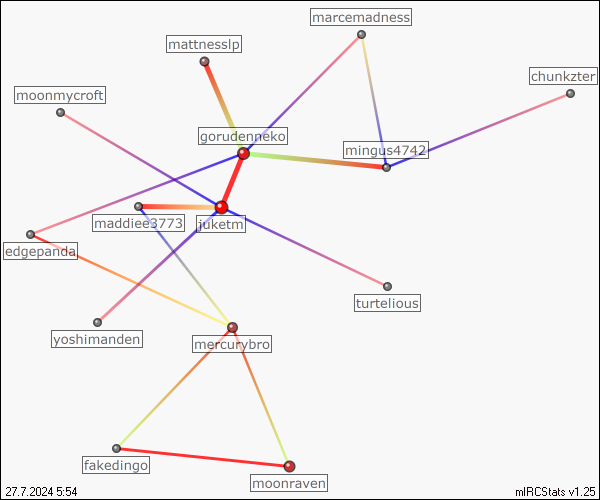 marcemadness
mattnesslp
chunkzter
moonmycroft
gorudenneko
mingus4742
maddiee3773
juketm
edgepanda
turtelious
yoshimanden
mercurybro
fakedingo
moonraven
27.7.2024 5:54
mIRCStats v1.25